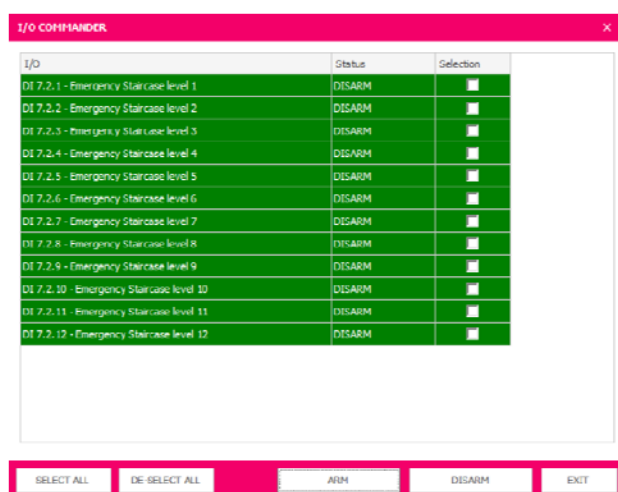 I/O COMMANDER ×
I/O Status Selection
DI 7.2.1 - Emergency Staircase level 1 DISARM
DI 7.2.2 - Emergency Staircase level 2 DISARM
DI 7.2.3 - Emergency Staircase level 3 DISARM
DI 7.2.4 - Emergency Staircase level 4 DISARM
DI 7.2.5 - Emergency Staircase level 5 DISARM
DI 7.2.6 - Emergency Staircase level 6 DISARM
DI 7.2.7 - Emergency Staircase level 7 DISARM
DI 7.2.8 - Emergency Staircase level 8 DISARM
DI 7.2.9 - Emergency Staircase level 9 DISARM
DI 7.2.10 - Emergency Staircase level 10 DISARM
DI 7.2.11 - Emergency Staircase level 11 DISARM
DI 7.2.12 - Emergency Staircase level 12 DISARM
SELECT ALL DE-SELECT ALL ARM DISARM EXIT